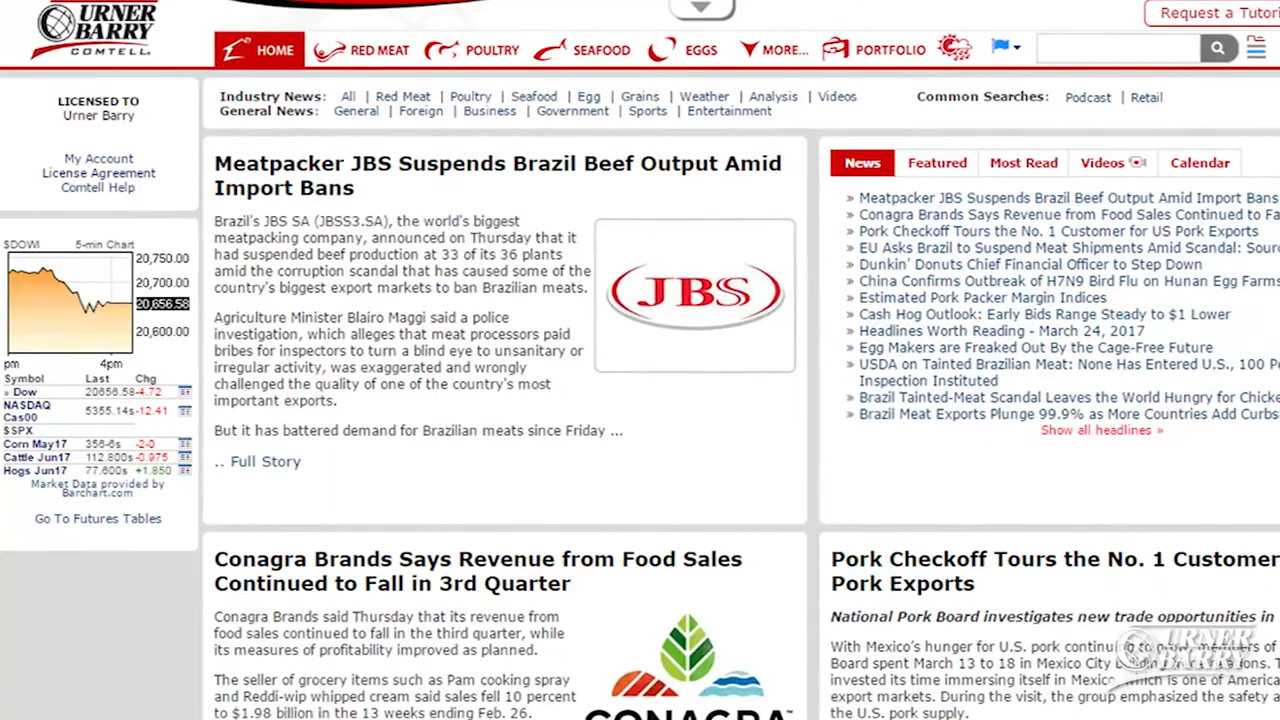 URNER
BARRY
COMTELL
Request a Tutori
HOME
RED MEAT
POULTRY
SEAFOOD
EGGS
MORE...
PORTFOLIO
LICENSED TO
Urner Barry
My Account
License Agreement
Comtell Help
$DOWI 5-min Chart
20,750.00
20,700.00
20,656.58
20,600.00
pm 4pm
Symbol Last Chg
» Dow 20656.58 -4.72
NASDAQ
Cas00 5355.14s -12.41
$SPX
Corn May17 356-6s -2-0
Cattle Jun17 112.800s -0.975
Hogs Jun17 77.600s +1.850
Market Data provided by
Barchart.com
Go To Futures Tables
Industry News: All | Red Meat | Poultry | Seafood | Egg | Grains | Weather | Analysis | Videos
General News: General | Foreign | Business | Government | Sports | Entertainment
Common Searches: Podcast | Retail
Meatpacker JBS Suspends Brazil Beef Output Amid
Import Bans
Brazil's JBS SA (JBSS3.SA), the world's biggest
meatpacking company, announced on Thursday that it
had suspended beef production at 33 of its 36 plants
amid the corruption scandal that has caused some of the
country's biggest export markets to ban Brazilian meats.
Agriculture Minister Blairo Maggi said a police
investigation, which alleges that meat processors paid
bribes for inspectors to turn a blind eye to unsanitary or
irregular activity, was exaggerated and wrongly
challenged the quality of one of the country's most
important exports.
But it has battered demand for Brazilian meats since Friday ...
.. Full Story
JBS
News
Featured
Most Read
Videos
Calendar
» Meatpacker JBS Suspends Brazil Beef Output Amid Import Bans
» Conagra Brands Says Revenue from Food Sales Continued to Fa
» Pork Checkoff Tours the No. 1 Customer for US Pork Exports
» EU Asks Brazil to Suspend Meat Shipments Amid Scandal: Sour
» Dunkin' Donuts Chief Financial Officer to Step Down
» China Confirms Outbreak of H7N9 Bird Flu on Hunan Egg Farms
» Estimated Pork Packer Margin Indices
» Cash Hog Outlook: Early Bids Range Steady to $1 Lower
» Headlines Worth Reading - March 24, 2017
» Egg Makers are Freaked Out By the Cage-Free Future
» USDA on Tainted Brazilian Meat: None Has Entered U.S., 100 Pe
Inspection Instituted
» Brazil Tainted-Meat Scandal Leaves the World Hungry for Chicke
» Brazil Meat Exports Plunge 99.9% as More Countries Add Curbs
Show all headlines »
Conagra Brands Says Revenue from Food Sales
Continued to Fall in 3rd Quarter
Conagra Brands said Thursday that its revenue from
food sales continued to fall in the third quarter, while
its measures of profitability improved as planned.
The seller of grocery items such as Pam cooking spray
and Reddi-wip whipped cream said sales fell 10 percent
to $1.98 billion in the 13 weeks ending Feb. 26.
CONAGRA™
Pork Checkoff Tours the No. 1 Customer
Pork Exports
National Pork Board investigates new trade opportunities in
With Mexico's hunger for U.S. pork continuing to grow, members of
Board spent March 13 to 18 in Mexico City
invested its time immersing itself in Mexico, which is one of America
export markets. During the visit, the group emphasized the safety a
the U.S. pork supply.
URNER
BARRY